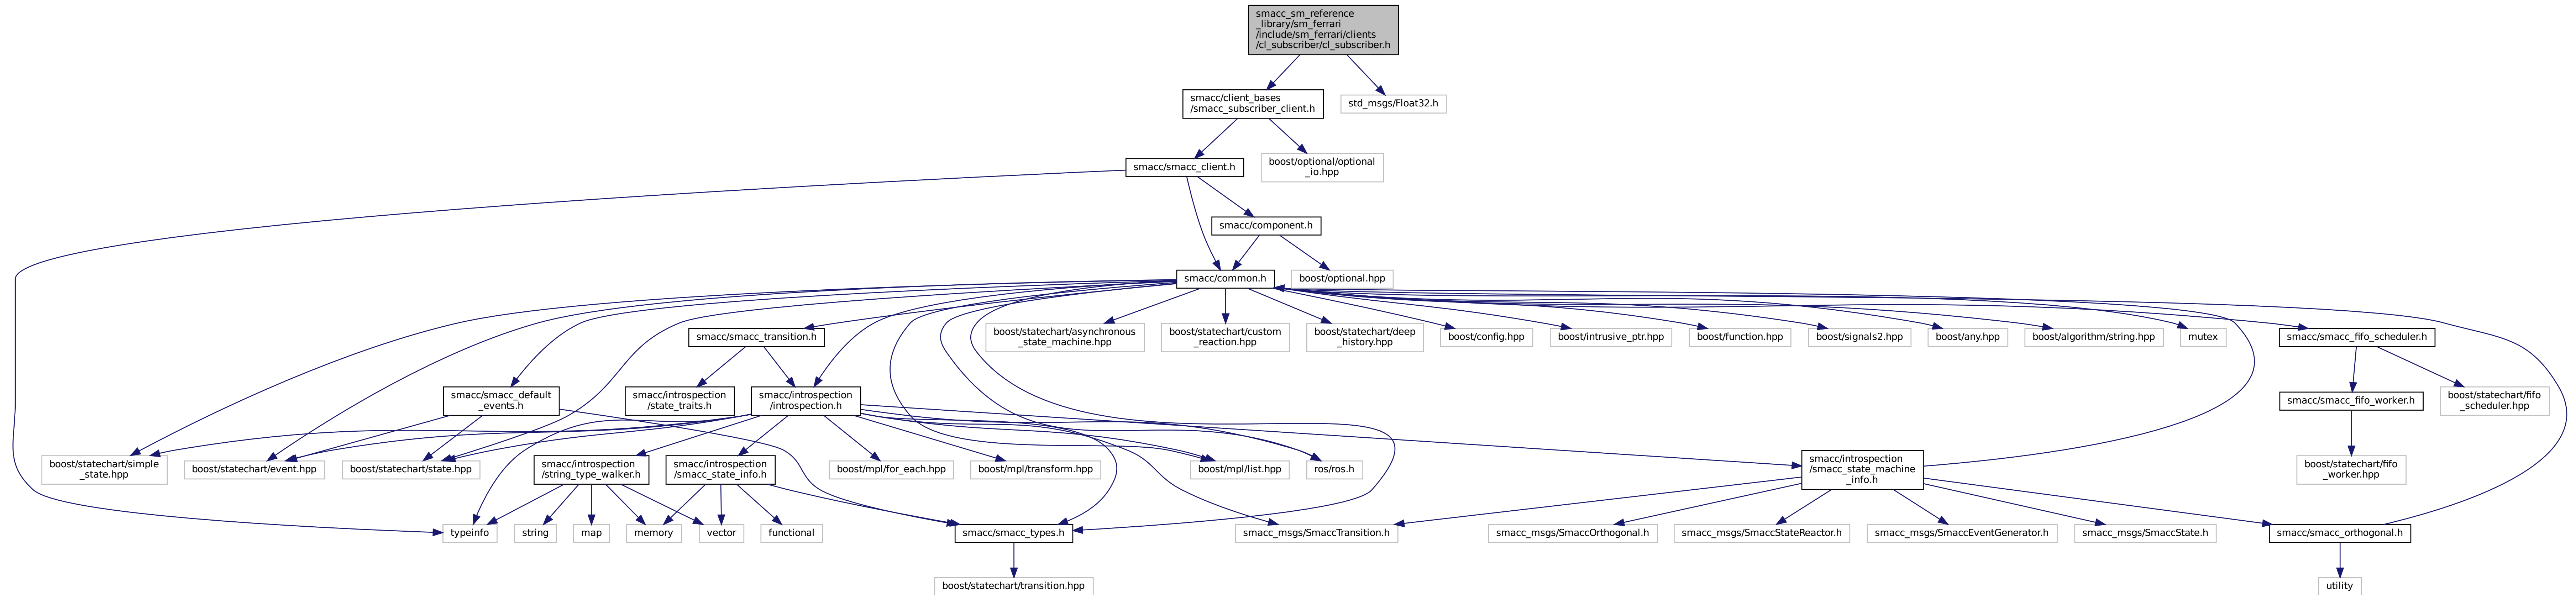 smacc_sm_reference
_library/sm_ferrari
/include/sm_ferrari/clients
/cl_subscriber/cl_subscriber.h
smacc/client_bases
/smacc_subscriber_client.h
std_msgs/Float32.h
smacc/smacc_client.h
boost/optional/optional
_io.hpp
smacc/component.h
smacc/common.h
boost/optional.hpp
smacc/smacc_transition.h
boost/statechart/asynchronous
_state_machine.hpp
boost/statechart/custom
_reaction.hpp
boost/statechart/deep
_history.hpp
boost/config.hpp
boost/intrusive_ptr.hpp
boost/function.hpp
boost/signals2.hpp
boost/any.hpp
boost/algorithm/string.hpp
mutex
smacc/smacc_fifo_scheduler.h
smacc/smacc_default
_events.h
smacc/introspection
/state_traits.h
smacc/introspection
/introspection.h
smacc/smacc_fifo_worker.h
boost/statechart/fifo
_scheduler.hpp
boost/statechart/simple
_state.hpp
boost/statechart/event.hpp
boost/statechart/state.hpp
smacc/introspection
/string_type_walker.h
smacc/introspection
/smacc_state_info.h
boost/mpl/for_each.hpp
boost/mpl/transform.hpp
boost/mpl/list.hpp
ros/ros.h
smacc/introspection
/smacc_state_machine
_info.h
boost/statechart/fifo
_worker.hpp
typeinfo
string
map
memory
vector
functional
smacc/smacc_types.h
smacc_msgs/SmaccTransition.h
smacc_msgs/SmaccOrthogonal.h
smacc_msgs/SmaccStateReactor.h
smacc_msgs/SmaccEventGenerator.h
smacc_msgs/SmaccState.h
smacc/smacc_orthogonal.h
boost/statechart/transition.hpp
utility